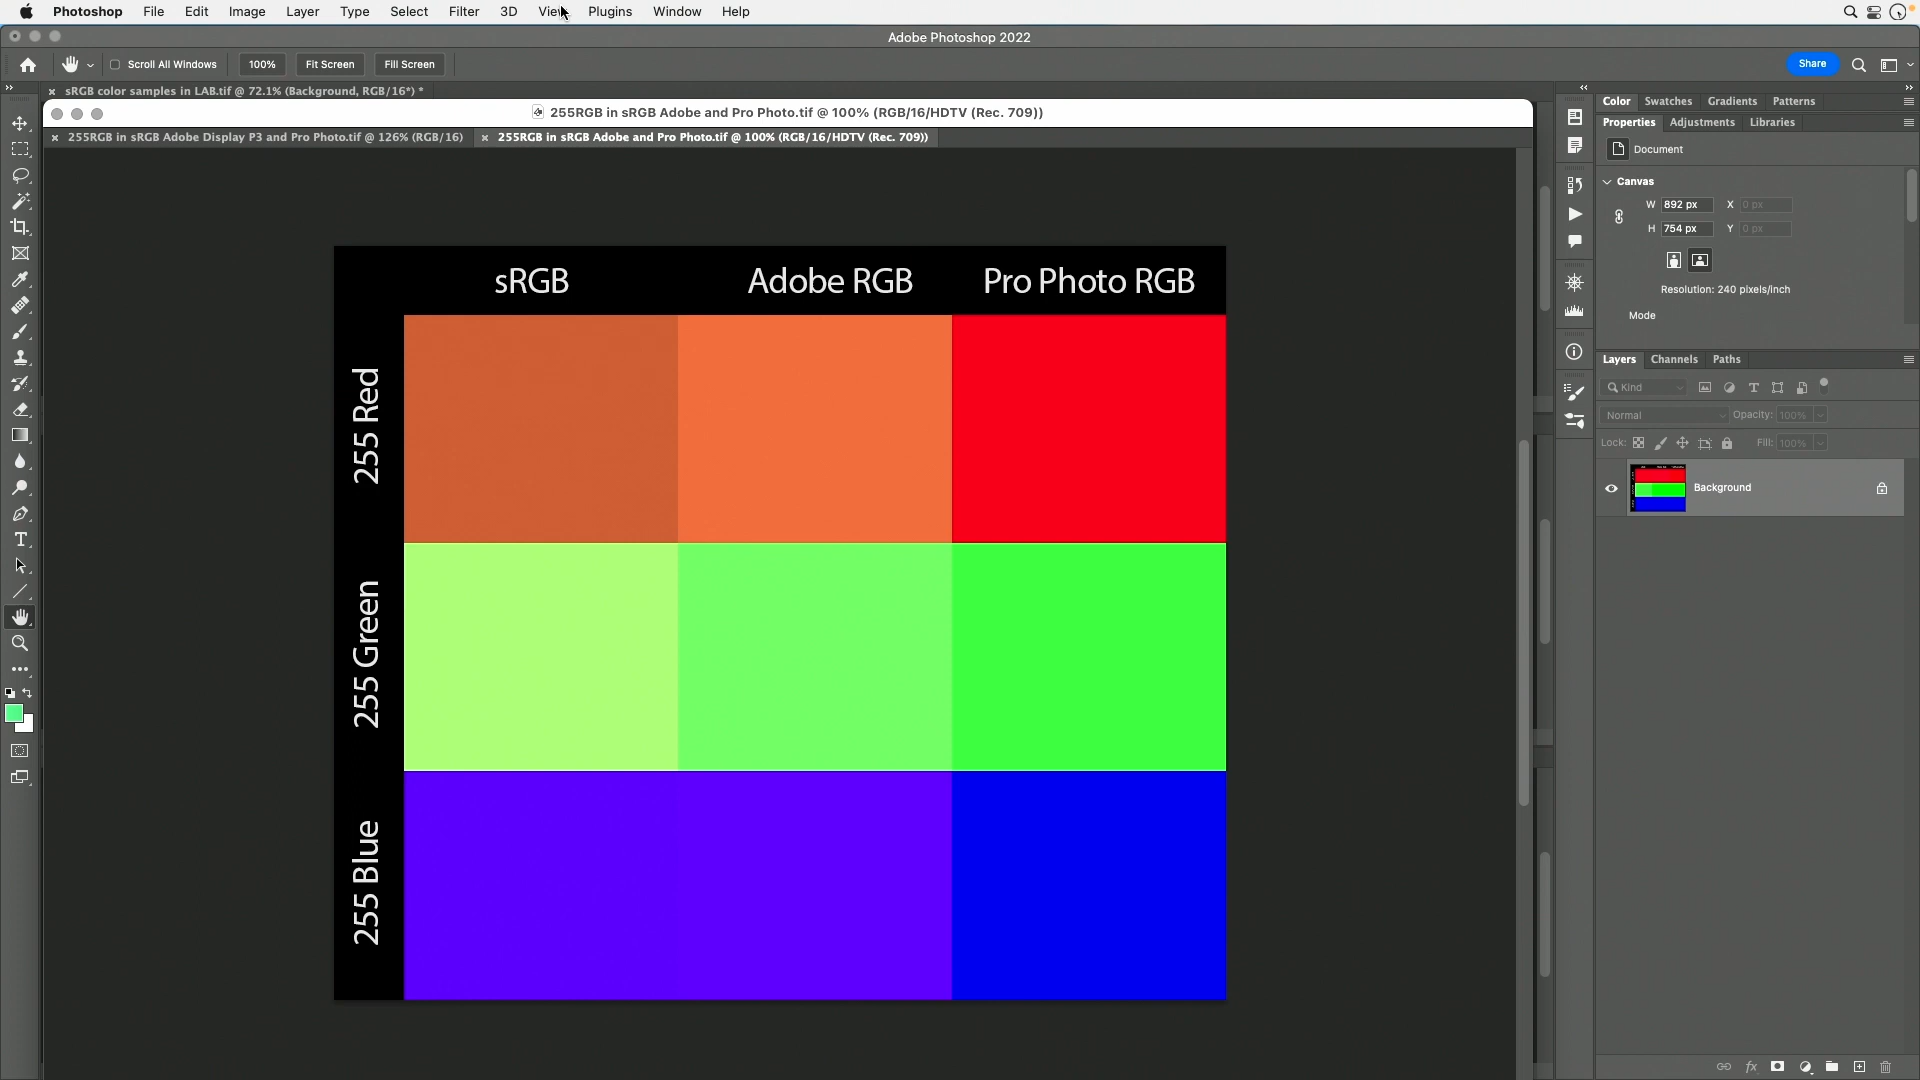 Photoshop File Edit Image Layer Type Select Filter 3D View Plugins Window Help
Adobe Photoshop 2022
Scroll All Windows 100% Fit Screen Fill Screen Share
× sRGB color samples in LAB.tif @ 72.1% (Background, RGB/16*) *
255RGB in sRGB Adobe and Pro Photo.tif @ 100% (RGB/16/HDTV (Rec. 709))
× 255RGB in sRGB Adobe Display P3 and Pro Photo.tif @ 126% (RGB/16) × 255RGB in sRGB Adobe and Pro Photo.tif @ 100% (RGB/16/HDTV (Rec. 709))
sRGB Adobe RGB Pro Photo RGB
255 Red
255 Green
255 Blue
Color Swatches Gradients Patterns
Properties Adjustments Libraries
Document
Canvas
W 892 px X 0 px
H 754 px Y 0 px
Resolution: 240 pixels/inch
Mode
Layers Channels Paths
Kind
Normal Opacity: 100%
Lock: Fill: 100%
Background